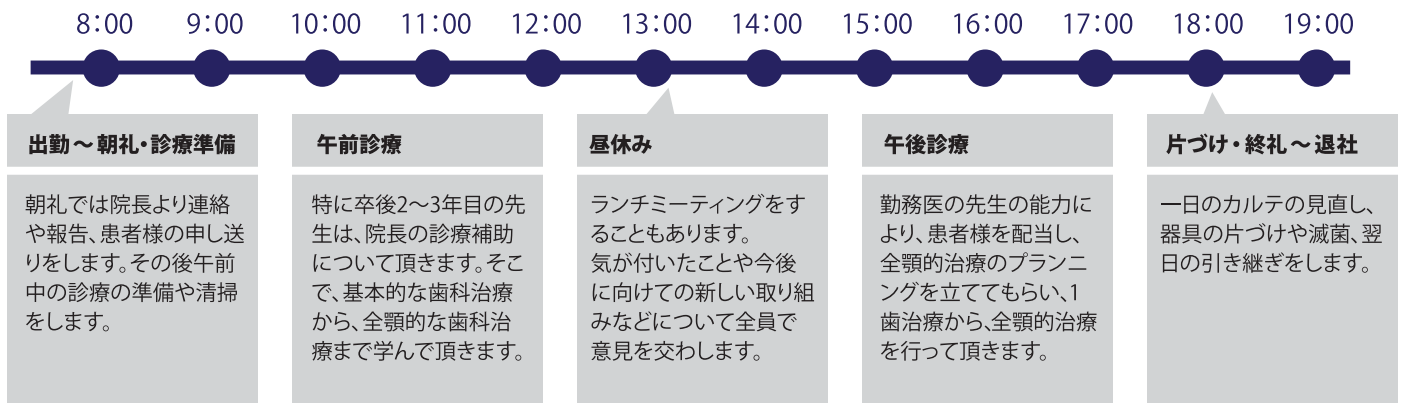 8：00 9：00 10：00 11：00 12：00 13：00 14：00 15：00 16：00 17：00 18：00 19：00
出勤～朝礼・診療準備
朝礼では院長より連絡
や報告、患者様の申し送
りをします。その後午前
中の診療の準備や清掃
をします。
午前診療
特に卒後2～3年目の先
生は、院長の診療補助
について頂きます。そこ
で、基本的な歯科治療
から、全顎的な歯科治
療まで学んで頂きます。
昼休み
ランチミーティングをす
ることもあります。
気が付いたことや今後
に向けての新しい取り組
みなどについて全員で
意見を交わします。
午後診療
勤務医の先生の能力に
より、患者様を配当し、
全顎的治療のプランニ
ングを立ててもらい、1
歯治療から、全顎的治療
を行って頂きます。
片づけ・終礼～退社
一日のカルテの見直し、
器具の片づけや滅菌、翌
日の引き継ぎをします。